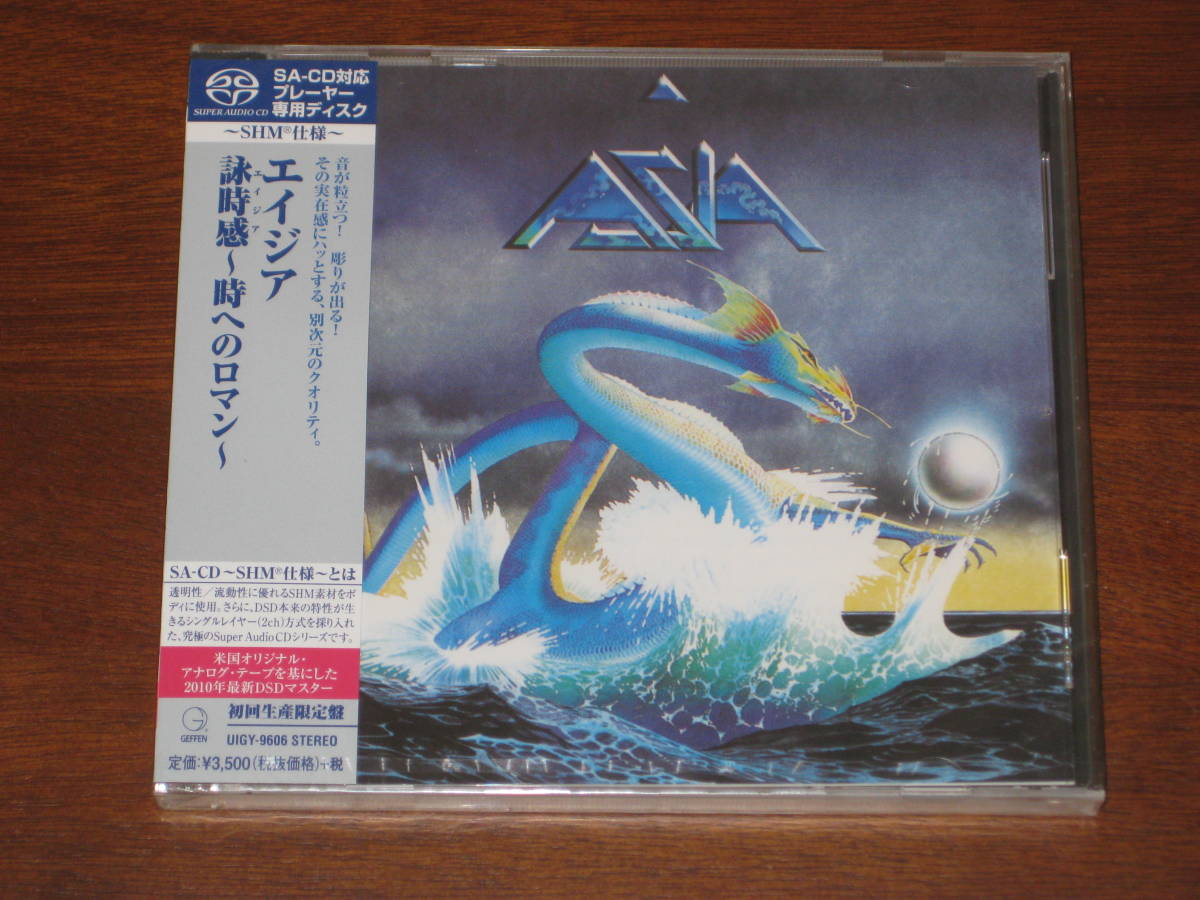 SUPER AUDIO CD
SA-CD対応
プレーヤー
専用ディスク
～SHM®仕様～
音が粒立つ！ 彫りが出る！
その実在感にハッとする、別次元のクオリティ。
エイジア
詠時感～時へのロマン～
エイジア
SA-CD～SHM®仕様～とは
透明性／流動性に優れるSHM素材をボ
ディに使用。さらに、DSD本来の特性が生
きるシングルレイヤー(2ch)方式を採り入れ
た、究極のSuper Audio CDシリーズです。
米国オリジナル・
アナログ・テープを基にした
2010年最新DSDマスター
GEFFEN
初回生産限定盤
UIGY-9606 STEREO
定価:¥3,500(税抜価格)+税
ASIA